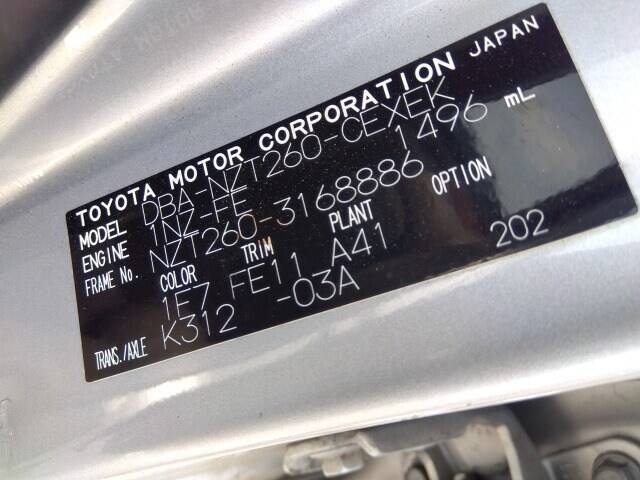 TOYOTA MOTOR CORPORATION JAPAN
MODEL DBA-NZT260-CEXEK
ENGINE 1NZ-FE 1496 mL
FRAME No. NZT260-3168886
COLOR TRIM PLANT OPTION
1E7 FE11 A41 202
TRANS./AXLE K312 -03A